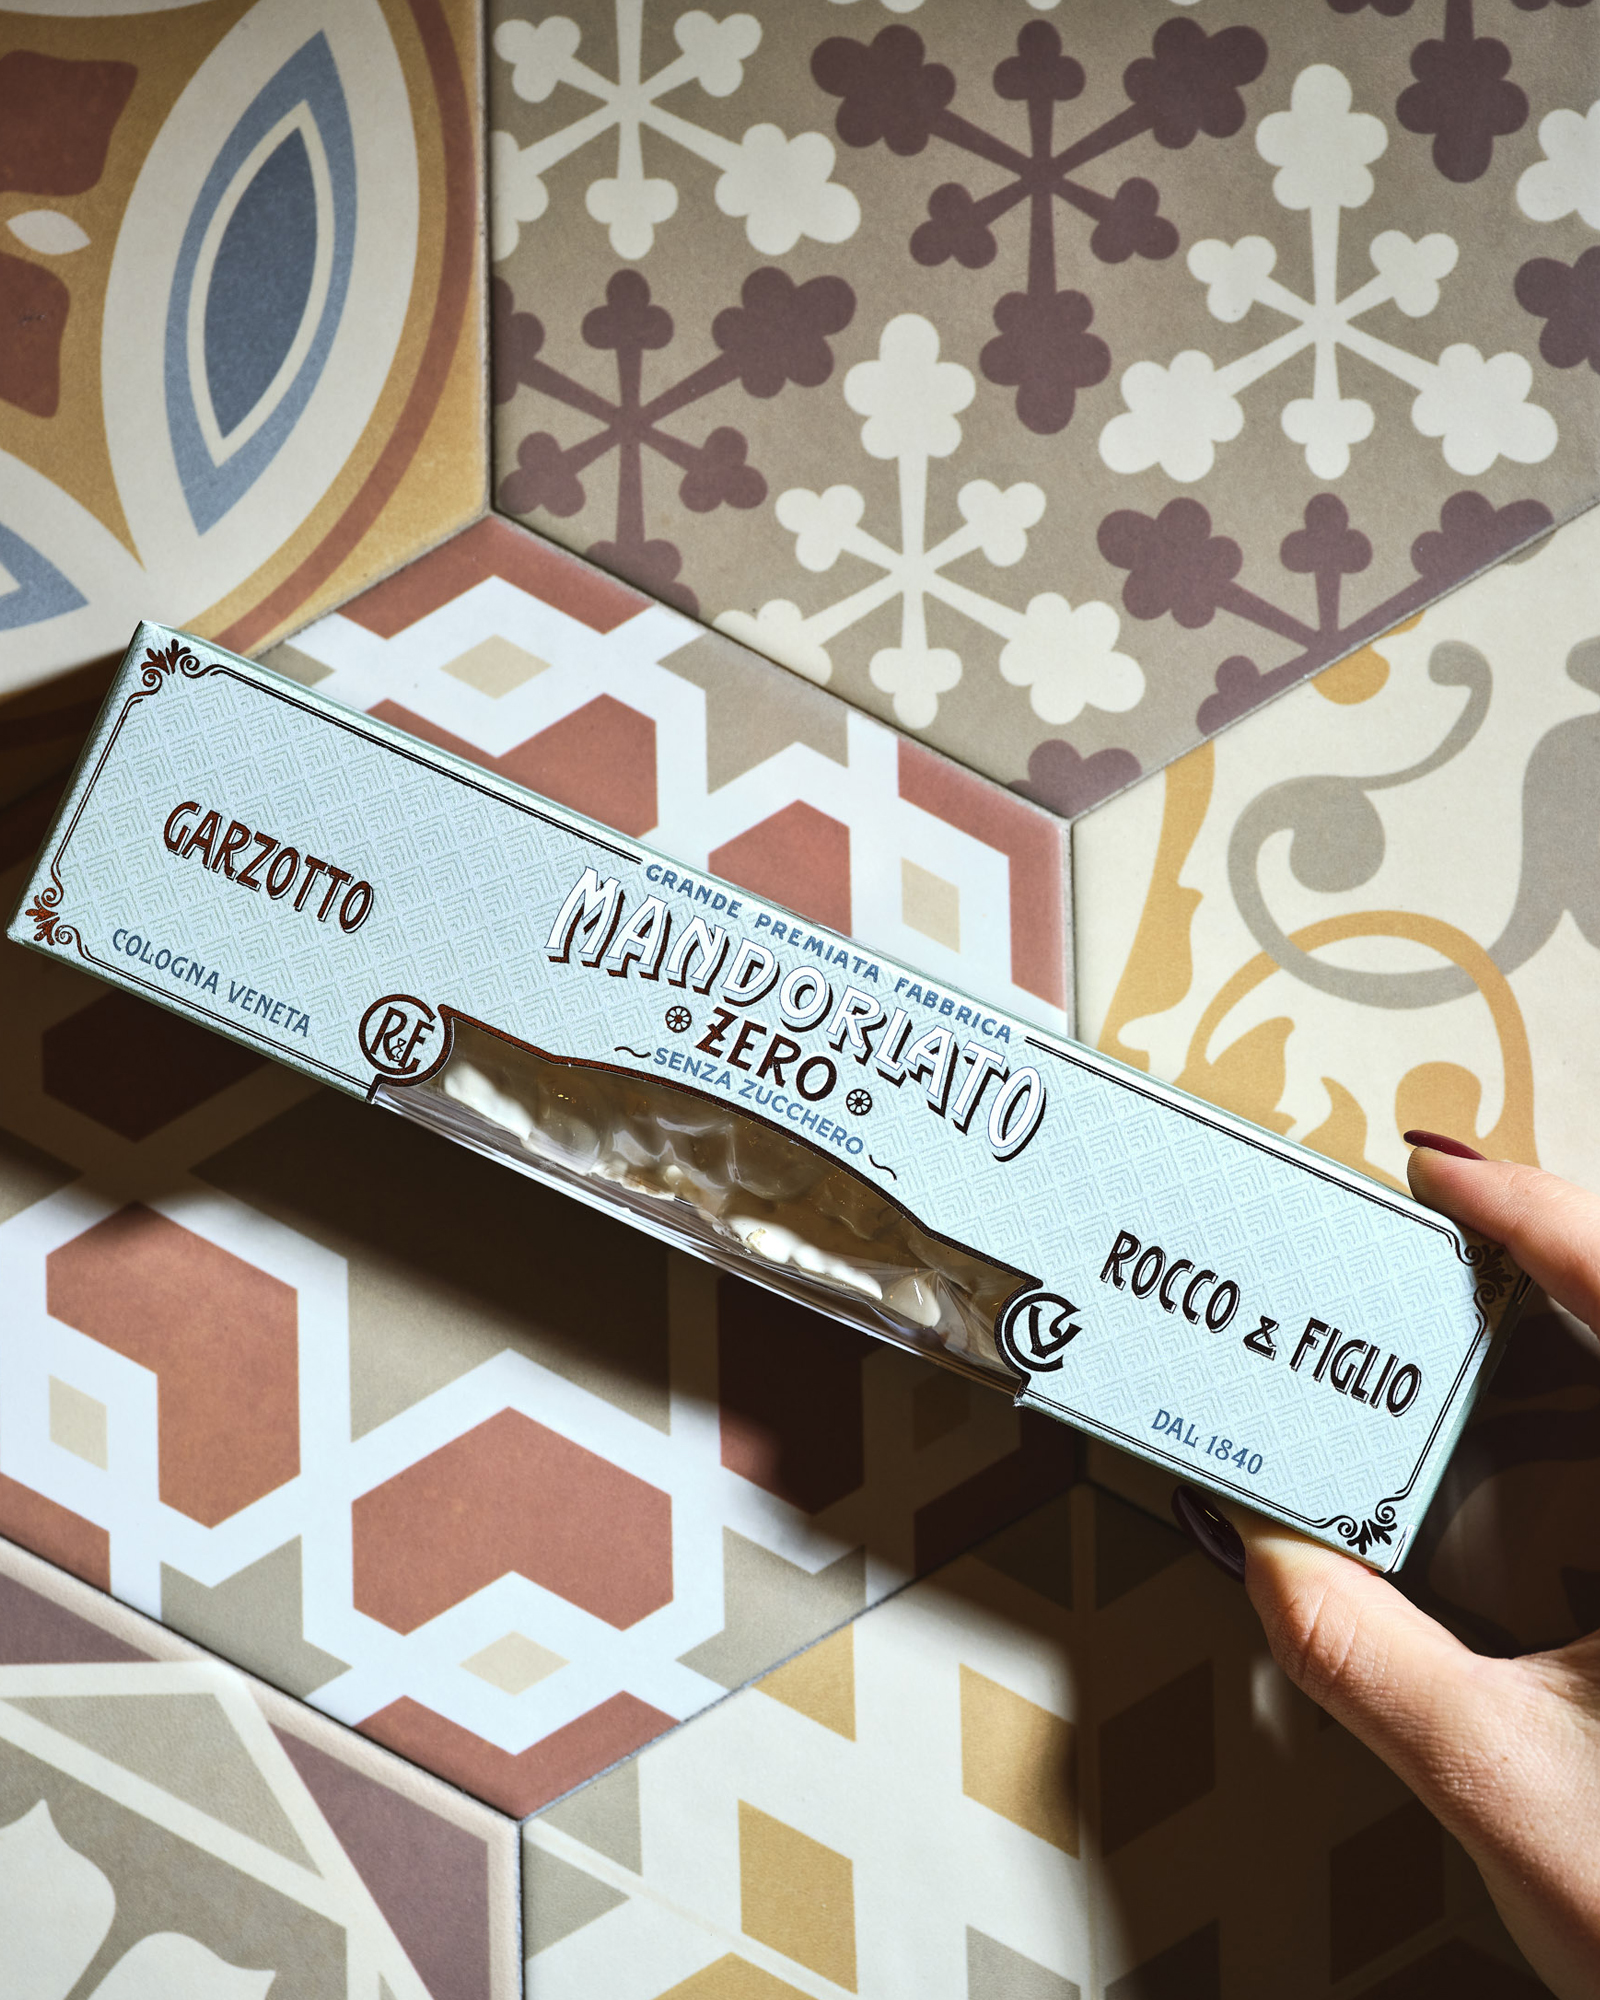 GARZOTTO
COLOGNA VENETA
R&F
GRANDE PREMIATA FABBRICA
MANDORLATO
ZERO
SENZA ZUCCHERO
ROCCO & FIGLIO
DAL 1840